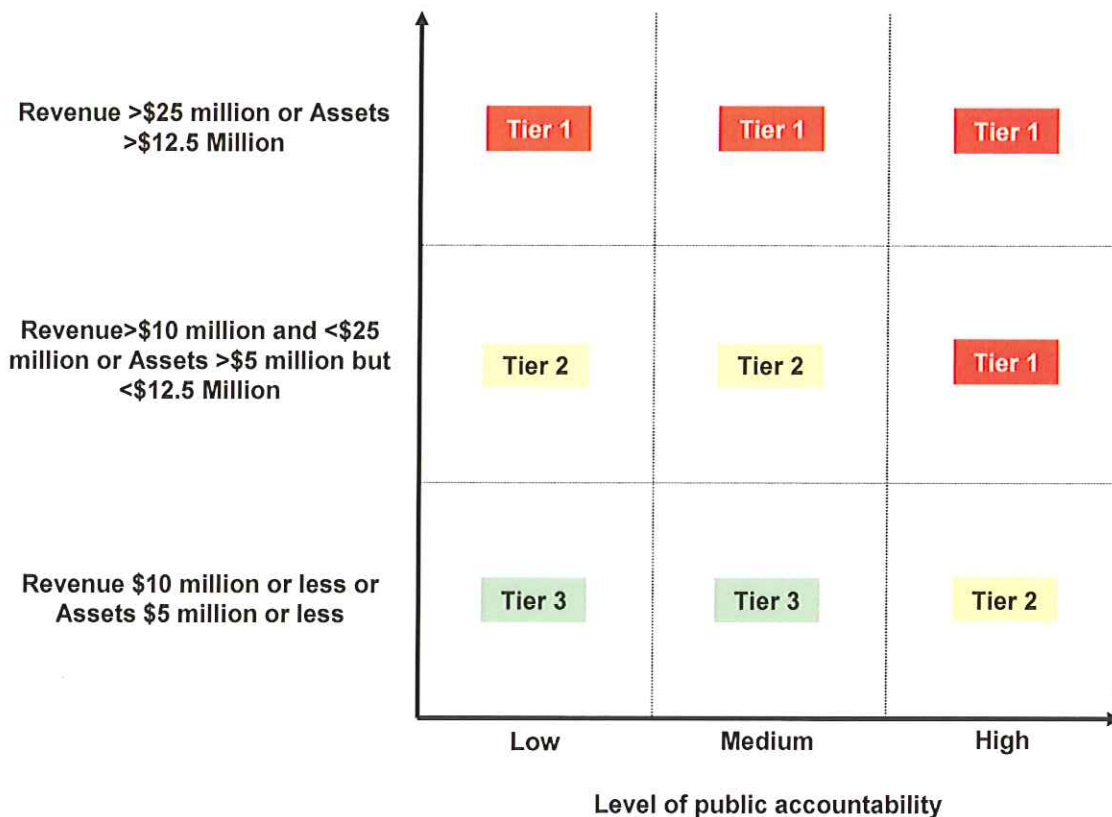 Revenue >$25 million or Assets
>$12.5 Million
Tier 1
Tier 1
Tier 1
Revenue>$10 million and <$25
million or Assets >$5 million but
<$12.5 Million
Tier 2
Tier 2
Tier 1
Revenue $10 million or less or
Assets $5 million or less
Tier 3
Tier 3
Tier 2
Low
Medium
High
Level of public accountability